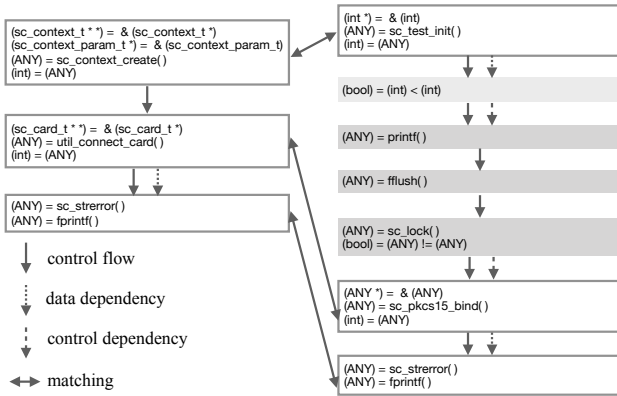 (sc_context_t * *) = & (sc_context_t *)
(sc_context_param_t *) = & (sc_context_param_t)
(ANY) = sc_context_create( )
(int) = (ANY)
(sc_card_t * *) = & (sc_card_t *)
(ANY) = util_connect_card( )
(int) = (ANY)
(ANY) = sc_strerror( )
(ANY) = fprintf( )
control flow
data dependency
control dependency
matching
(int *) = & (int)
(ANY) = sc_test_init( )
(int) = (ANY)
(bool) = (int) < (int)
(ANY) = printf( )
(ANY) = fflush( )
(ANY) = sc_lock( )
(bool) = (ANY) != (ANY)
(ANY *) = & (ANY)
(ANY) = sc_pkcs15_bind( )
(int) = (ANY)
(ANY) = sc_strerror( )
(ANY) = fprintf( )